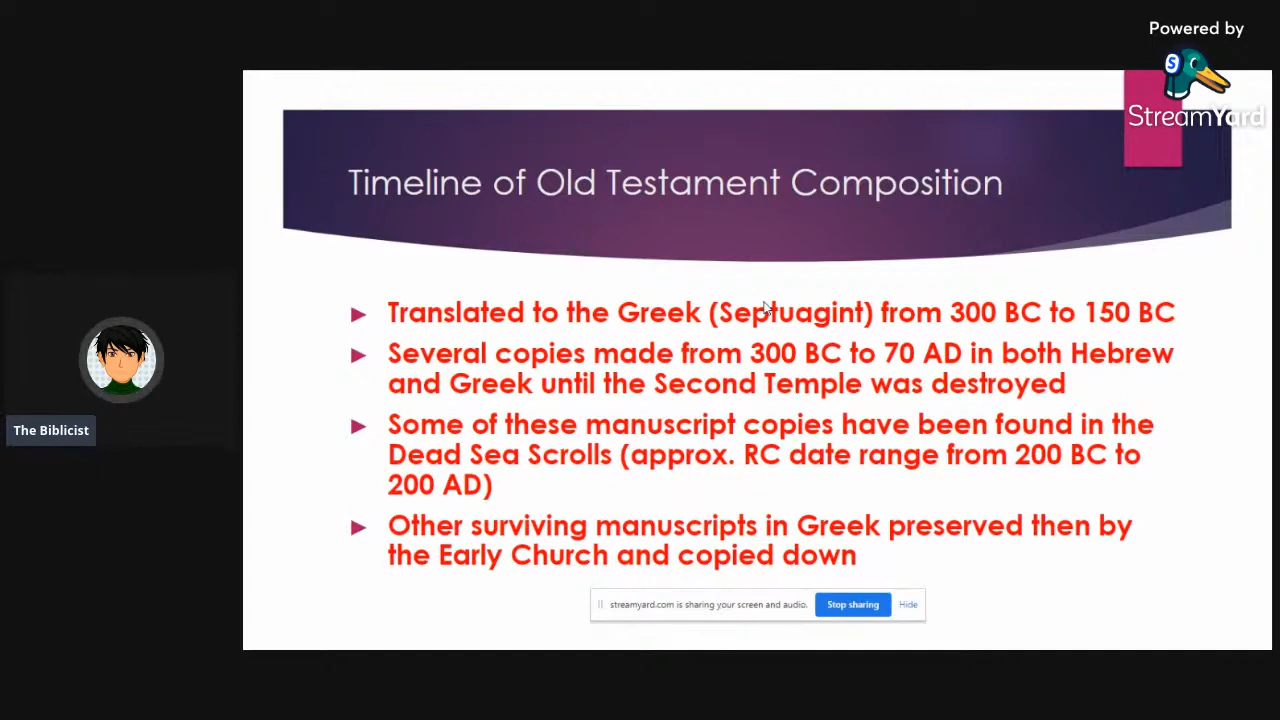 Powered by
StreamYard
Timeline of Old Testament Composition
Translated to the Greek (Septuagint) from 300 BC to 150 BC
Several copies made from 300 BC to 70 AD in both Hebrew
and Greek until the Second Temple was destroyed
Some of these manuscript copies have been found in the
Dead Sea Scrolls (approx. RC date range from 200 BC to
200 AD)
Other surviving manuscripts in Greek preserved then by
the Early Church and copied down
streamyard.com is sharing your screen and audio. Stop sharing Hide
The Biblicist